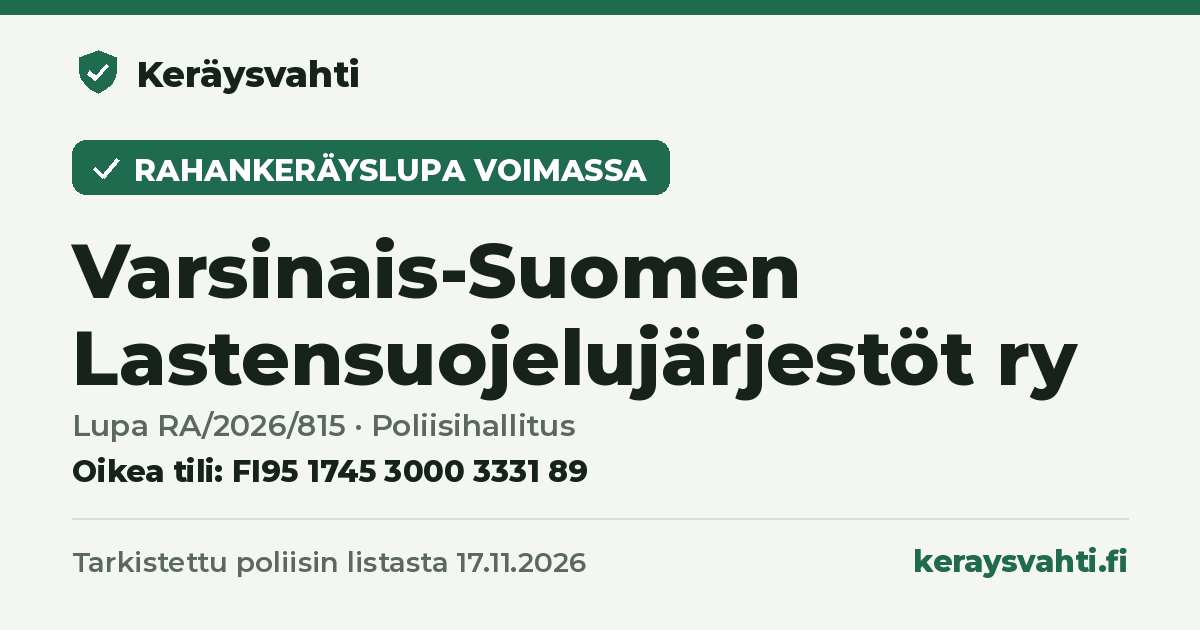 Keräysvahti
RAHANKERÄYSLUPA VOIMASSA
Varsinais-Suomen
Lastensuojelujärjestöt ry
Lupa RA/2026/815 · Poliisihallitus
Oikea tili: FI95 1745 3000 3331 89
Tarkistettu poliisin listasta 17.11.2026
keraysvahti.fi